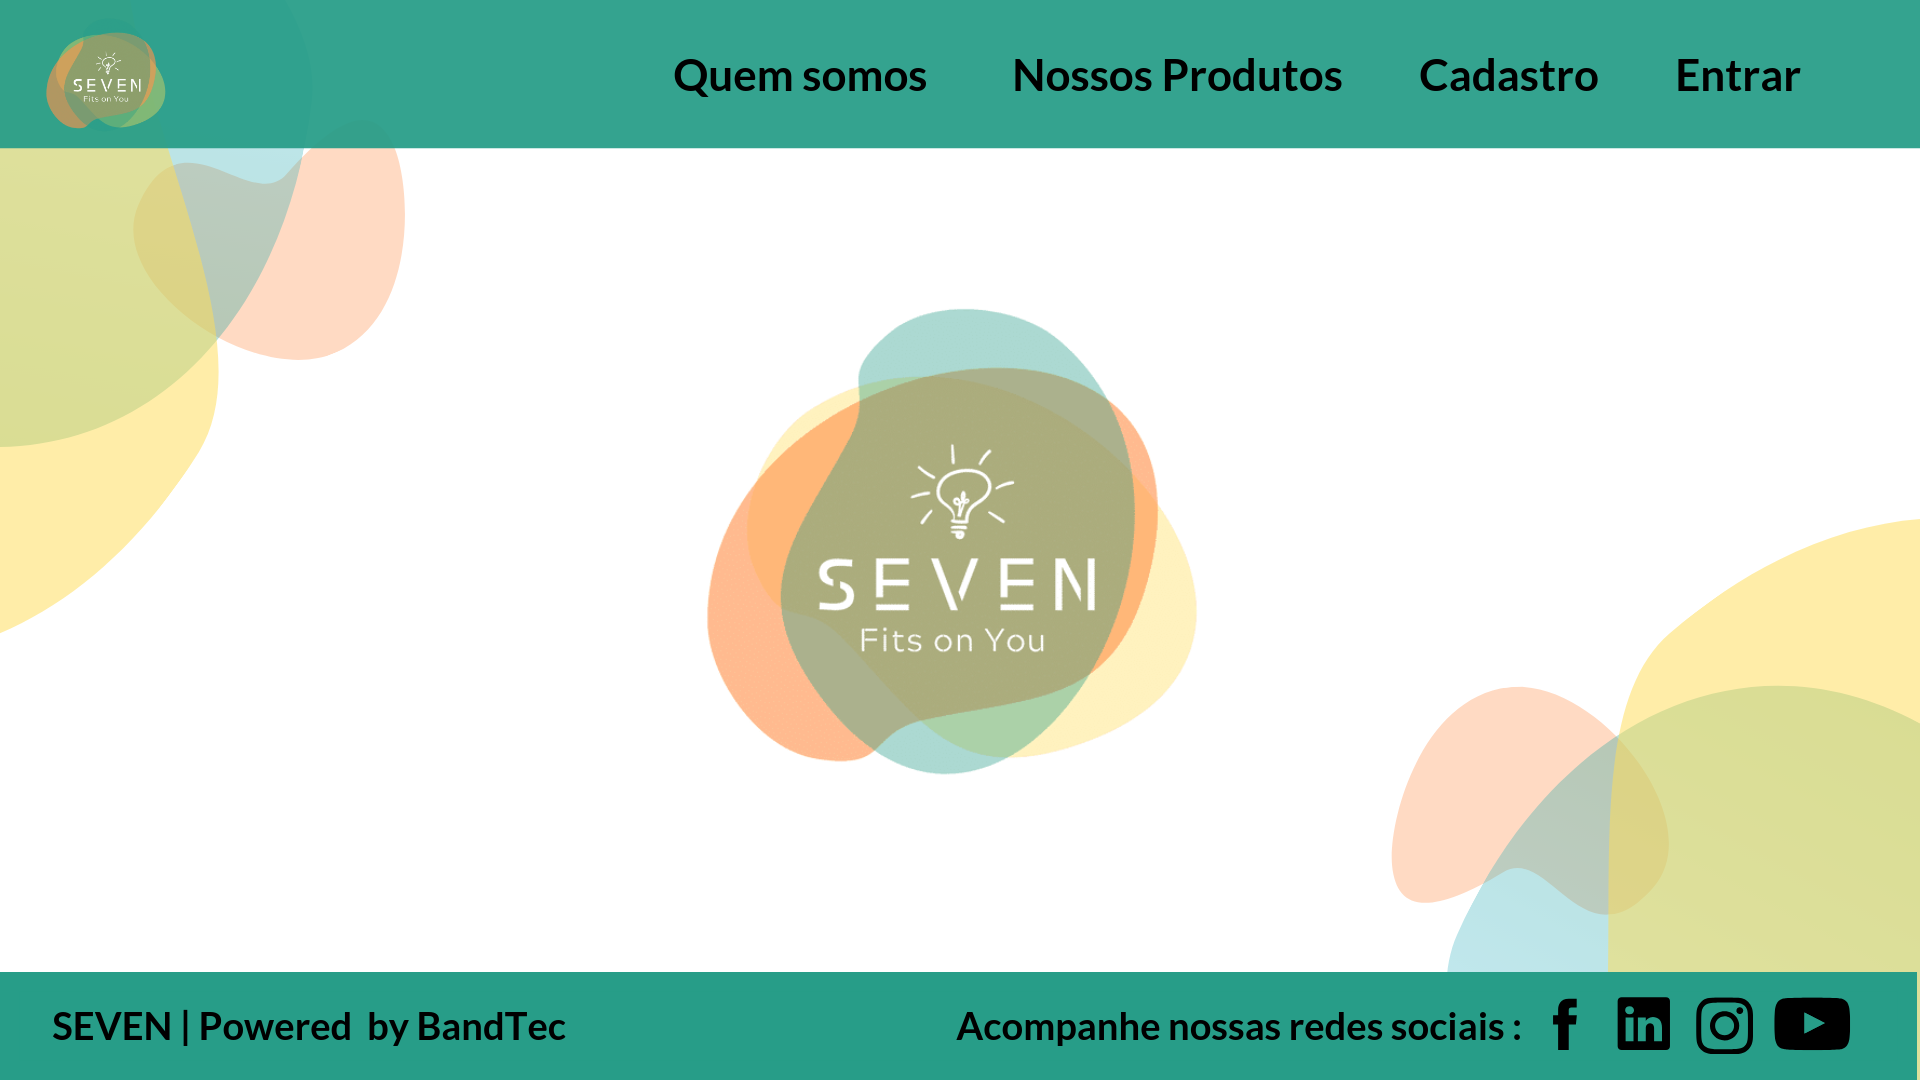 SEVEN
Fits on You
Quem somos
Nossos Produtos
Cadastro
Entrar
SEVEN
Fits on You
SEVEN | Powered by BandTec
Acompanhe nossas redes sociais :